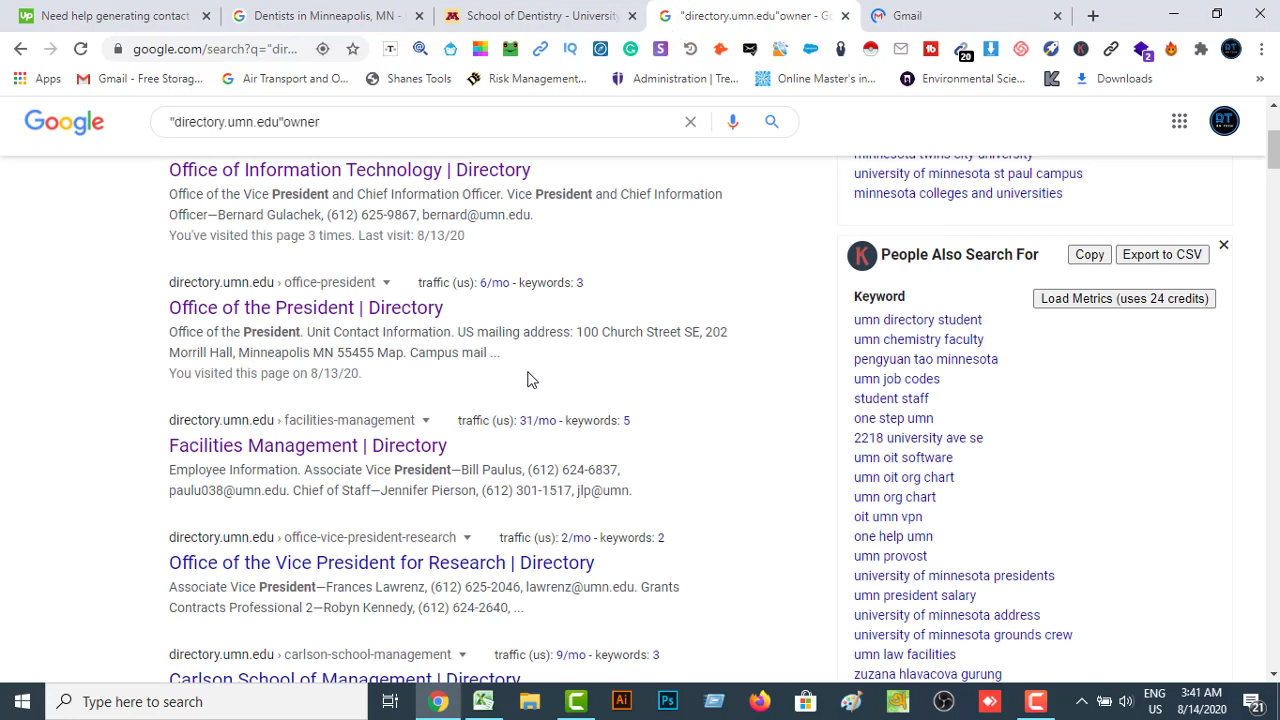 Need help generating contact
Dentists in Minneapolis, MN -
School of Dentistry - University
"directory.umn.edu"owner - Go
Gmail
google.com/search?q="dir...
20
2
Apps
Gmail - Free Storag...
Air Transport and O...
Shanes Tools
Risk Management...
Administration | Tre...
Online Master's in...
Environmental Scie...
Downloads
»
Google
"directory.umn.edu"owner
Office of Information Technology | Directory
Office of the Vice President and Chief Information Officer. Vice President and Chief Information
Officer—Bernard Gulachek, (612) 625-9867, bernard@umn.edu.
You've visited this page 3 times. Last visit: 8/13/20
directory.umn.edu › office-president
traffic (us): 6/mo - keywords: 3
Office of the President | Directory
Office of the President. Unit Contact Information. US mailing address: 100 Church Street SE, 202
Morrill Hall, Minneapolis MN 55455 Map. Campus mail ...
You visited this page on 8/13/20.
directory.umn.edu › facilities-management
traffic (us): 31/mo - keywords: 5
Facilities Management | Directory
Employee Information. Associate Vice President—Bill Paulus, (612) 624-6837,
paulu038@umn.edu. Chief of Staff—Jennifer Pierson, (612) 301-1517, jlp@umn.
directory.umn.edu › office-vice-president-research
traffic (us): 2/mo - keywords: 2
Office of the Vice President for Research | Directory
Associate Vice President—Frances Lawrenz, (612) 625-2046, lawrenz@umn.edu. Grants
Contracts Professional 2—Robyn Kennedy, (612) 624-2640, ...
directory.umn.edu › carlson-school-management
traffic (us): 9/mo - keywords: 3
Carlson School of Management | Directory
minnesota twins city university
university of minnesota st paul campus
minnesota colleges and universities
People Also Search For
Copy
Export to CSV
Keyword
Load Metrics (uses 24 credits)
umn directory student
umn chemistry faculty
pengyuan tao minnesota
umn job codes
student staff
one step umn
2218 university ave se
umn oit software
umn oit org chart
umn org chart
oit umn vpn
one help umn
umn provost
university of minnesota presidents
umn president salary
university of minnesota address
university of minnesota grounds crew
umn law facilities
zuzana hlavacova gurung
Type here to search
ENG
US
3:41 AM
8/14/2020
21